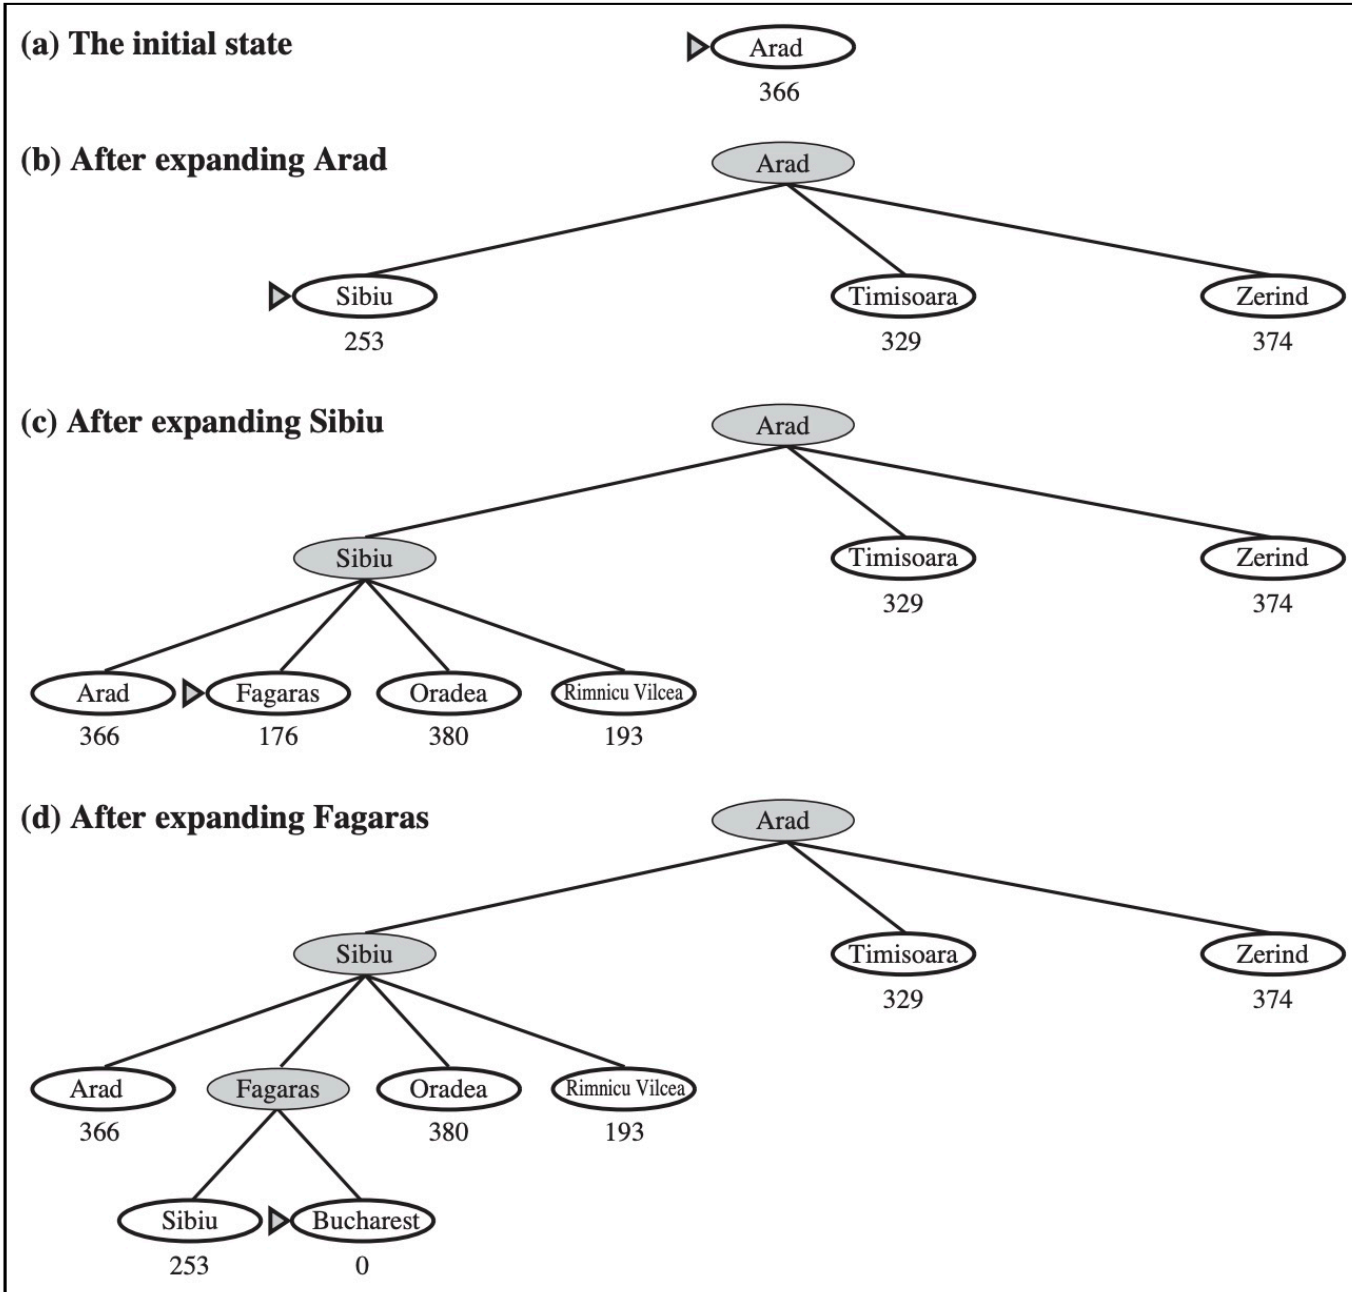 (a) The initial state
Arad
366
(b) After expanding Arad
Arad
Sibiu Timisoara Zerind
253 329 374
(c) After expanding Sibiu
Arad
Sibiu Timisoara Zerind
329 374
Arad Fagaras Oradea Rimnicu Vilcea
366 176 380 193
(d) After expanding Fagaras
Arad
Sibiu Timisoara Zerind
329 374
Arad Fagaras Oradea Rimnicu Vilcea
366 380 193
Sibiu Bucharest
253 0